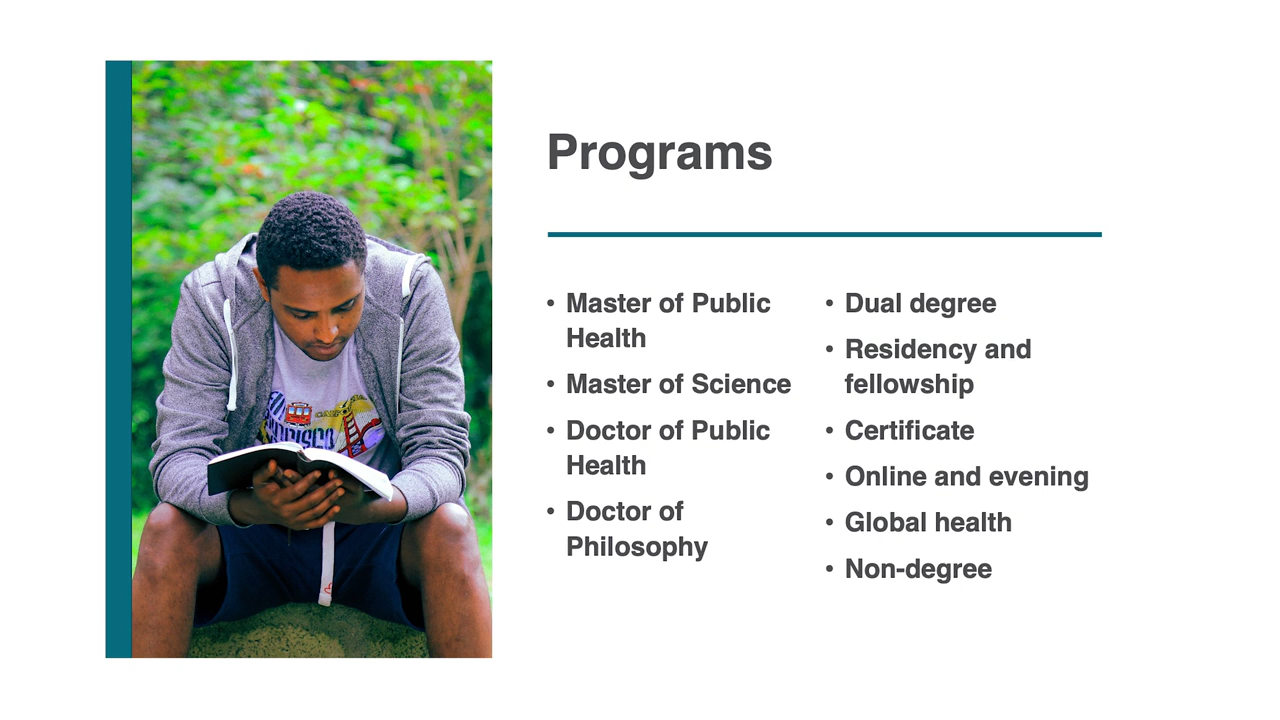 Programs
• Master of Public
Health
• Master of Science
• Doctor of Public
Health
• Doctor of
Philosophy
• Dual degree
• Residency and
fellowship
• Certificate
• Online and evening
• Global health
• Non-degree